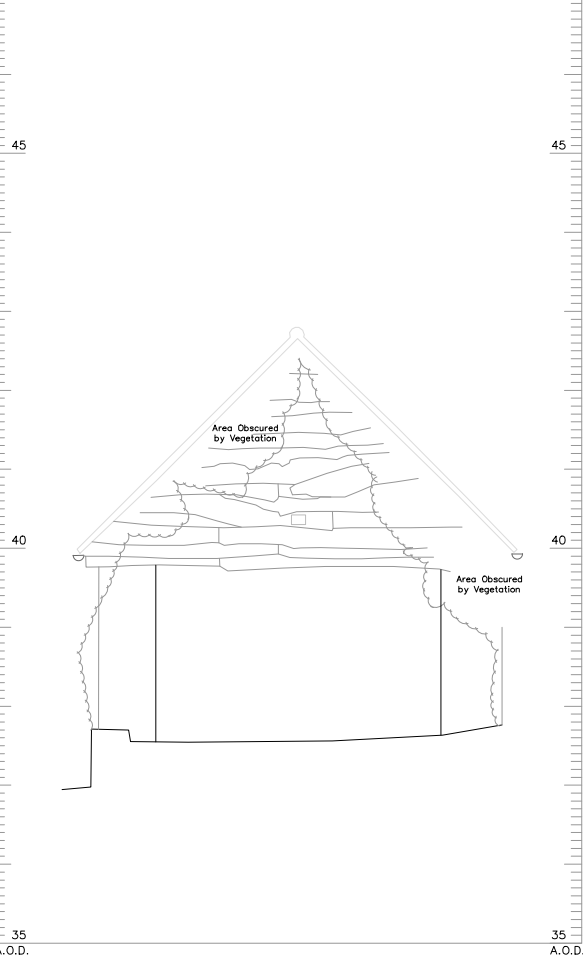 45 45
Area Obscured
by Vegetation
40 40
Area Obscured
by Vegetation
35 35
A.O.D. A.O.D.